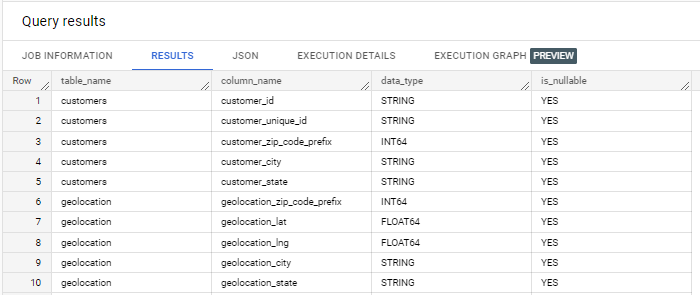 Query results
JOB INFORMATION RESULTS JSON EXECUTION DETAILS EXECUTION GRAPH PREVIEW
Row table_name column_name data_type is_nullable
1 customers customer_id STRING YES
2 customers customer_unique_id STRING YES
3 customers customer_zip_code_prefix INT64 YES
4 customers customer_city STRING YES
5 customers customer_state STRING YES
6 geolocation geolocation_zip_code_prefix INT64 YES
7 geolocation geolocation_lat FLOAT64 YES
8 geolocation geolocation_lng FLOAT64 YES
9 geolocation geolocation_city STRING YES
10 geolocation geolocation_state STRING YES